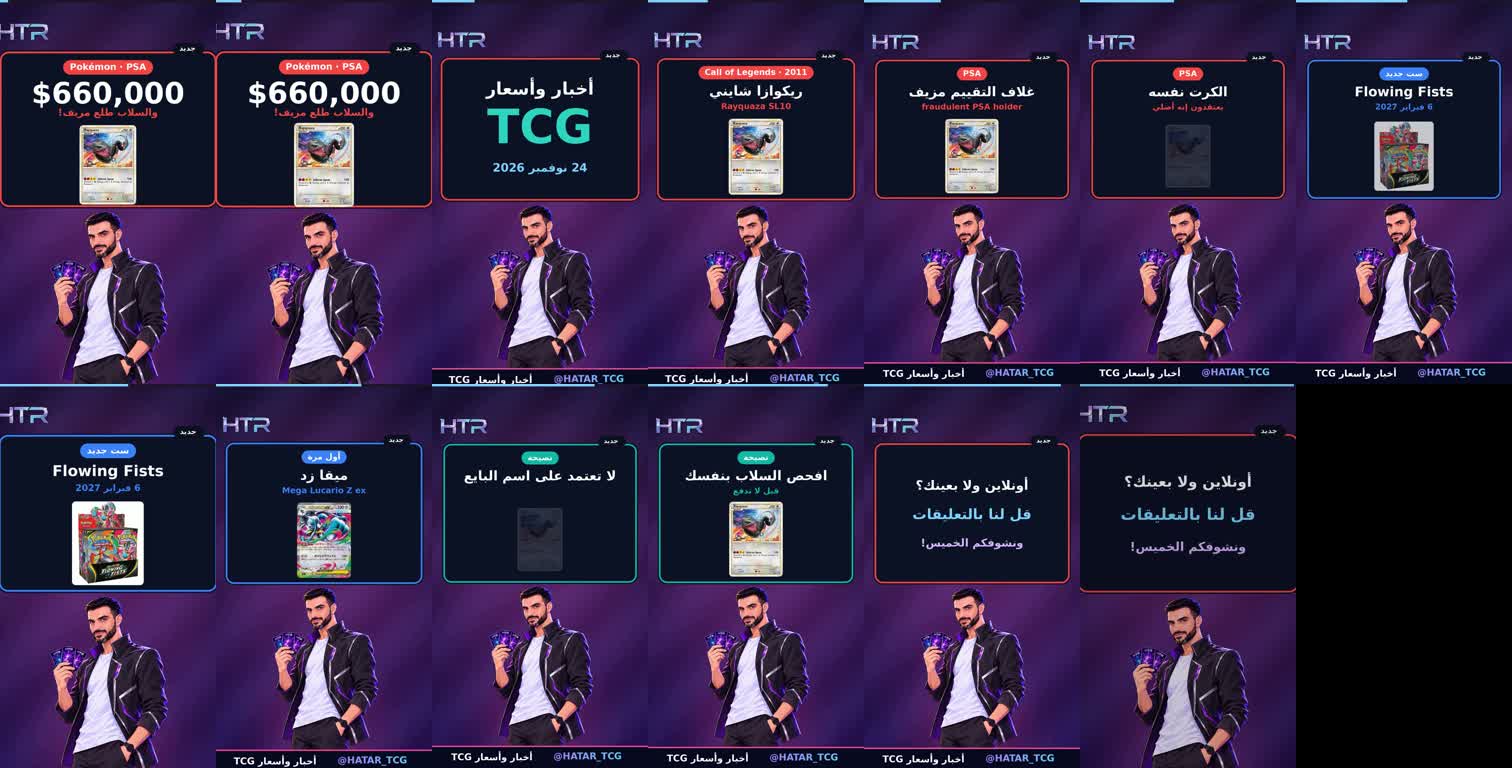 HTR
جديد
Pokémon · PSA
$660,000
والسلاب طلع مزيف!
HTR
جديد
Pokémon · PSA
$660,000
والسلاب طلع مزيف!
HTR
جديد
أخبار وأسعار
TCG
24 نوفمبر 2026
أخبار وأسعار TCG @HATAR_TCG
HTR
جديد
Call of Legends · 2011
ريكوازا شايني
Rayquaza SL10
أخبار وأسعار TCG @HATAR_TCG
HTR
جديد
PSA
غلاف التقييم مزيف
fraudulent PSA holder
أخبار وأسعار TCG @HATAR_TCG
HTR
جديد
PSA
الكرت نفسه
يعتقدون إنه أصلي
أخبار وأسعار TCG @HATAR_TCG
HTR
جديد
ست جديد
Flowing Fists
6 فبراير 2027
أخبار وأسعار TCG @HATAR_TCG
HTR
جديد
ست جديد
Flowing Fists
6 فبراير 2027
FLOWING FISTS
HTR
جديد
أول مرة
ميقا زد
Mega Lucario Z ex
أخبار وأسعار TCG @HATAR_TCG
HTR
جديد
نصيحة
لا تعتمد على اسم البايع
أخبار وأسعار TCG @HATAR_TCG
HTR
جديد
نصيحة
افحص السلاب بنفسك
قبل لا تدفع
أخبار وأسعار TCG @HATAR_TCG
HTR
جديد
أونلاين ولا بعينك؟
قل لنا بالتعليقات
ونشوفكم الخميس!
أخبار وأسعار TCG @HATAR_TCG
HTR
جديد
أونلاين ولا بعينك؟
قل لنا بالتعليقات
ونشوفكم الخميس!